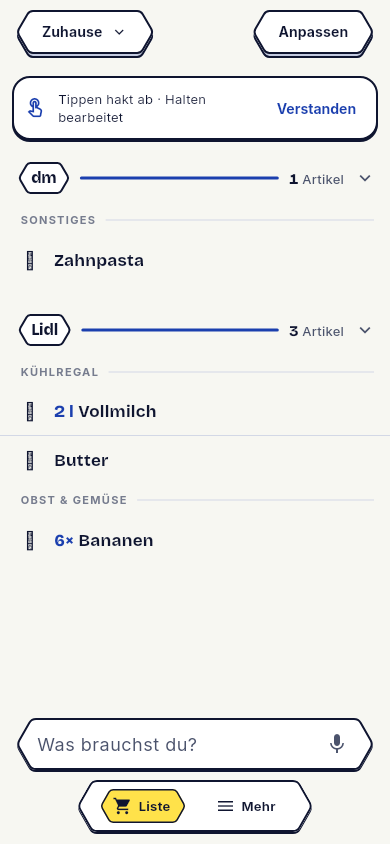 Zuhause
Anpassen
Tippen hakt ab · Halten
bearbeitet
Verstanden
dm
1 Artikel
SONSTIGES
Zahnpasta
Lidl
3 Artikel
KÜHLREGAL
2 l Vollmilch
Butter
OBST & GEMÜSE
6× Bananen
Was brauchst du?
Liste
Mehr